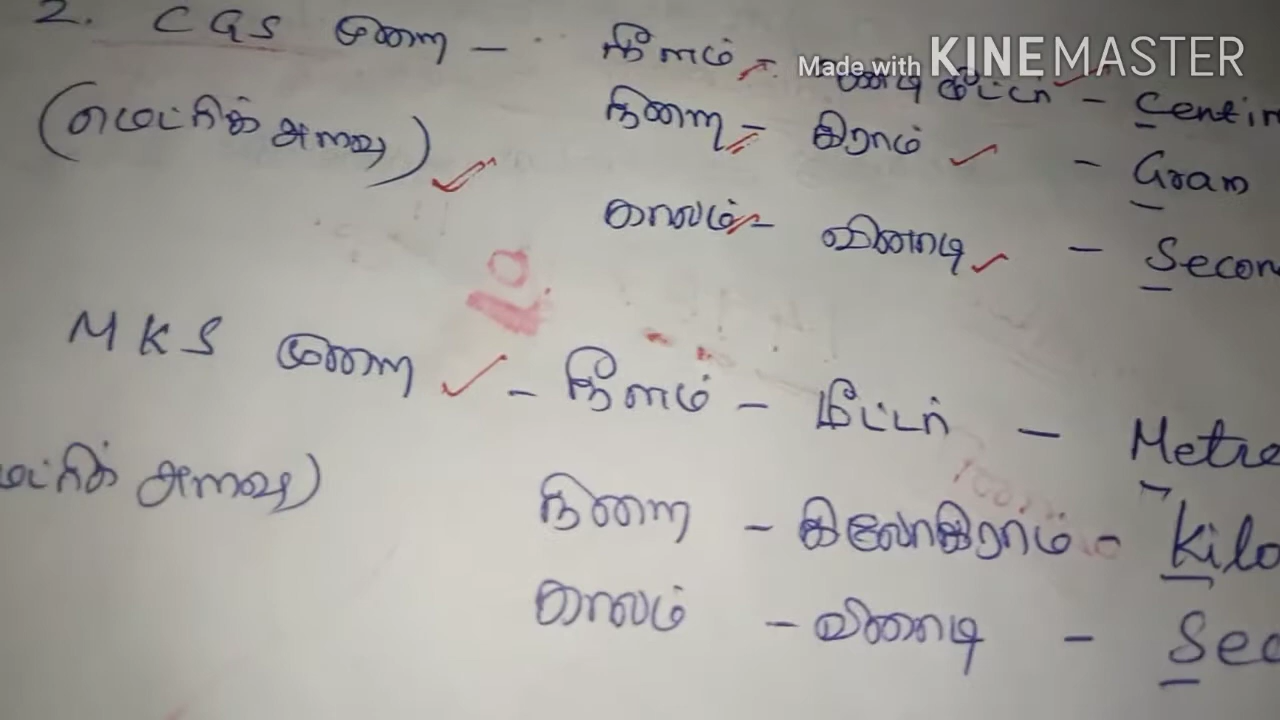 2. CGS முறை - நீளம் - சென்டிமீட்டர் - Centim
Made with KINEMASTER
(மெட்ரிக் அளவு) நிறை - கிராம் - Gram
காலம் - வினாடி - Secon
MKS முறை - நீளம் - மீட்டர் - Metre
மெட்ரிக் அளவு) நிறை - கிலோகிராம் - Kilo
காலம் - வினாடி - Sec